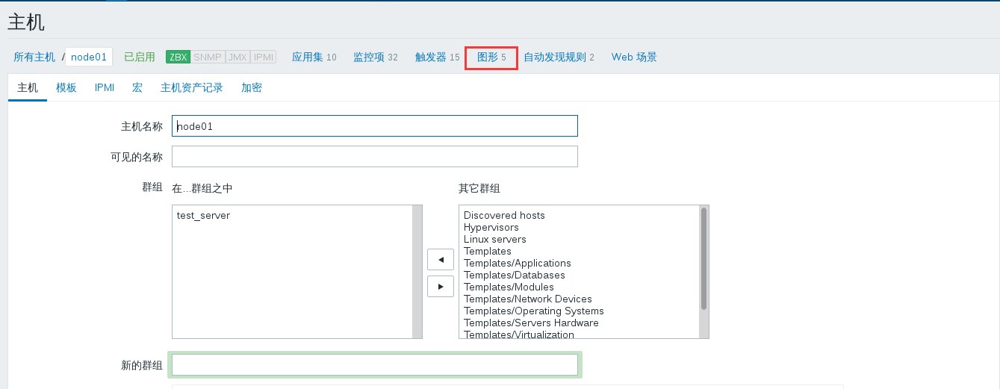 主机
所有主机 / node01 已启用 ZBX SNMP JMX IPMI 应用集 10 监控项 32 触发器 15 图形 5 自动发现规则 2 Web 场景
主机 模板 IPMI 宏 主机资产记录 加密
主机名称 node01
可见的名称
群组 在...群组之中 其它群组
test_server
Discovered hosts
Hypervisors
Linux servers
Templates
Templates/Applications
Templates/Databases
Templates/Modules
Templates/Network Devices
Templates/Operating Systems
Templates/Servers Hardware
Templates/Virtualization
新的群组